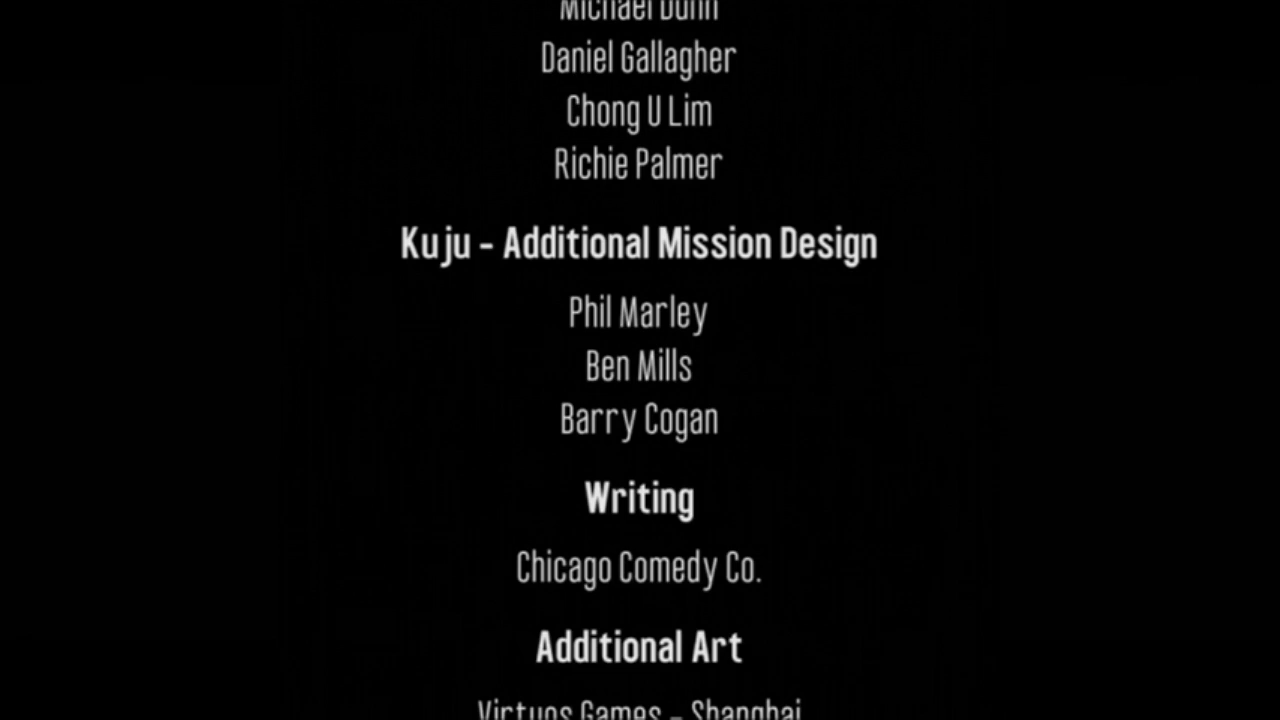 Michael Dunn
Daniel Gallagher
Chong U Lim
Richie Palmer
Kuju - Additional Mission Design
Phil Marley
Ben Mills
Barry Cogan
Writing
Chicago Comedy Co.
Additional Art
Virtuos Games - Shanghai